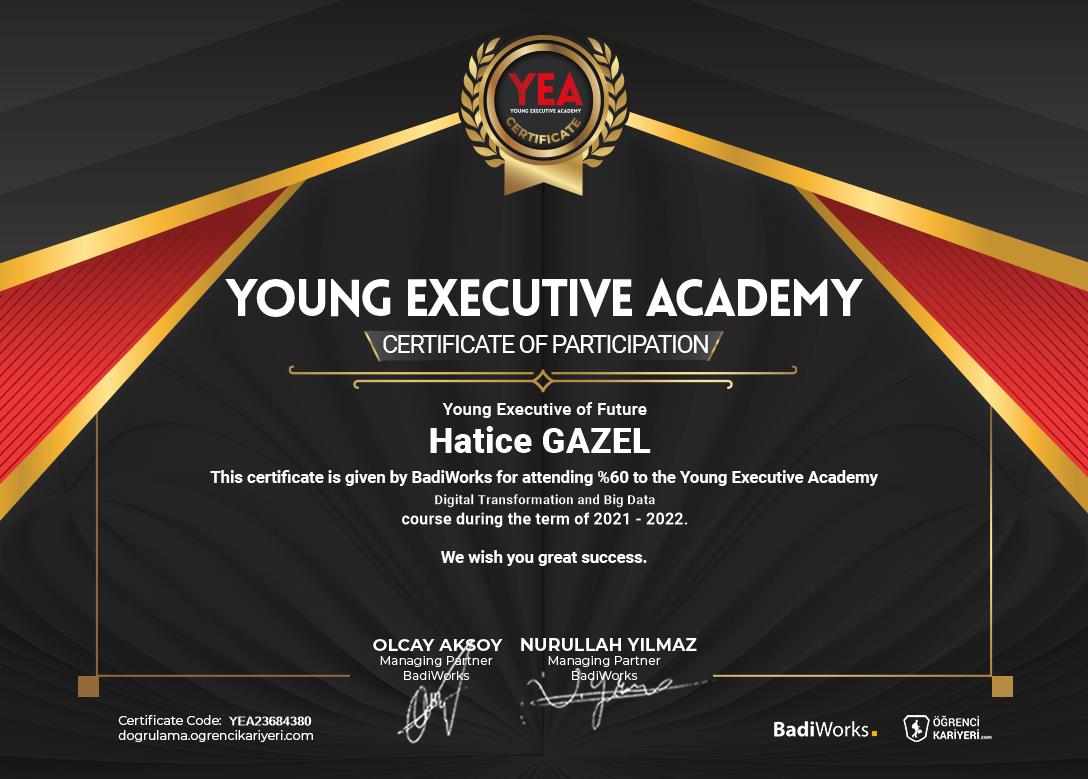 YEA
YOUNG EXECUTIVE ACADEMY
CERTIFICATE
YOUNG EXECUTIVE ACADEMY
CERTIFICATE OF PARTICIPATION
Young Executive of Future
Hatice GAZEL
This certificate is given by BadiWorks for attending %60 to the Young Executive Academy
Digital Transformation and Big Data
course during the term of 2021 - 2022.
We wish you great success.
OLCAY AKSOY
Managing Partner
BadiWorks
NURULLAH YILMAZ
Managing Partner
BadiWorks
Certificate Code: YEA23684380
dogrulama.ogrencikariyeri.com
BadiWorks.
ÖĞRENCİ
KARİYERİ.com